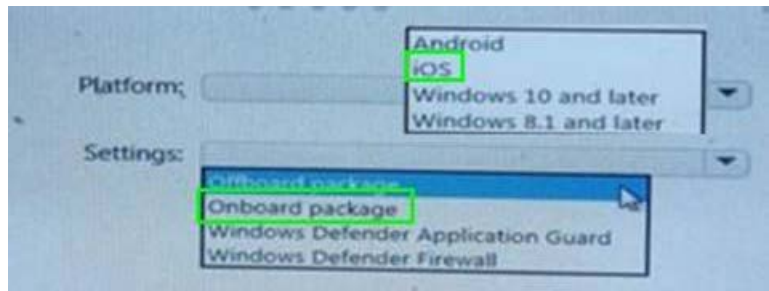 Android
iOS
Platform:
Windows 10 and later
Windows 8.1 and later
Settings:
Offboard package
Onboard package
Windows Defender Application Guard
Windows Defender Firewall